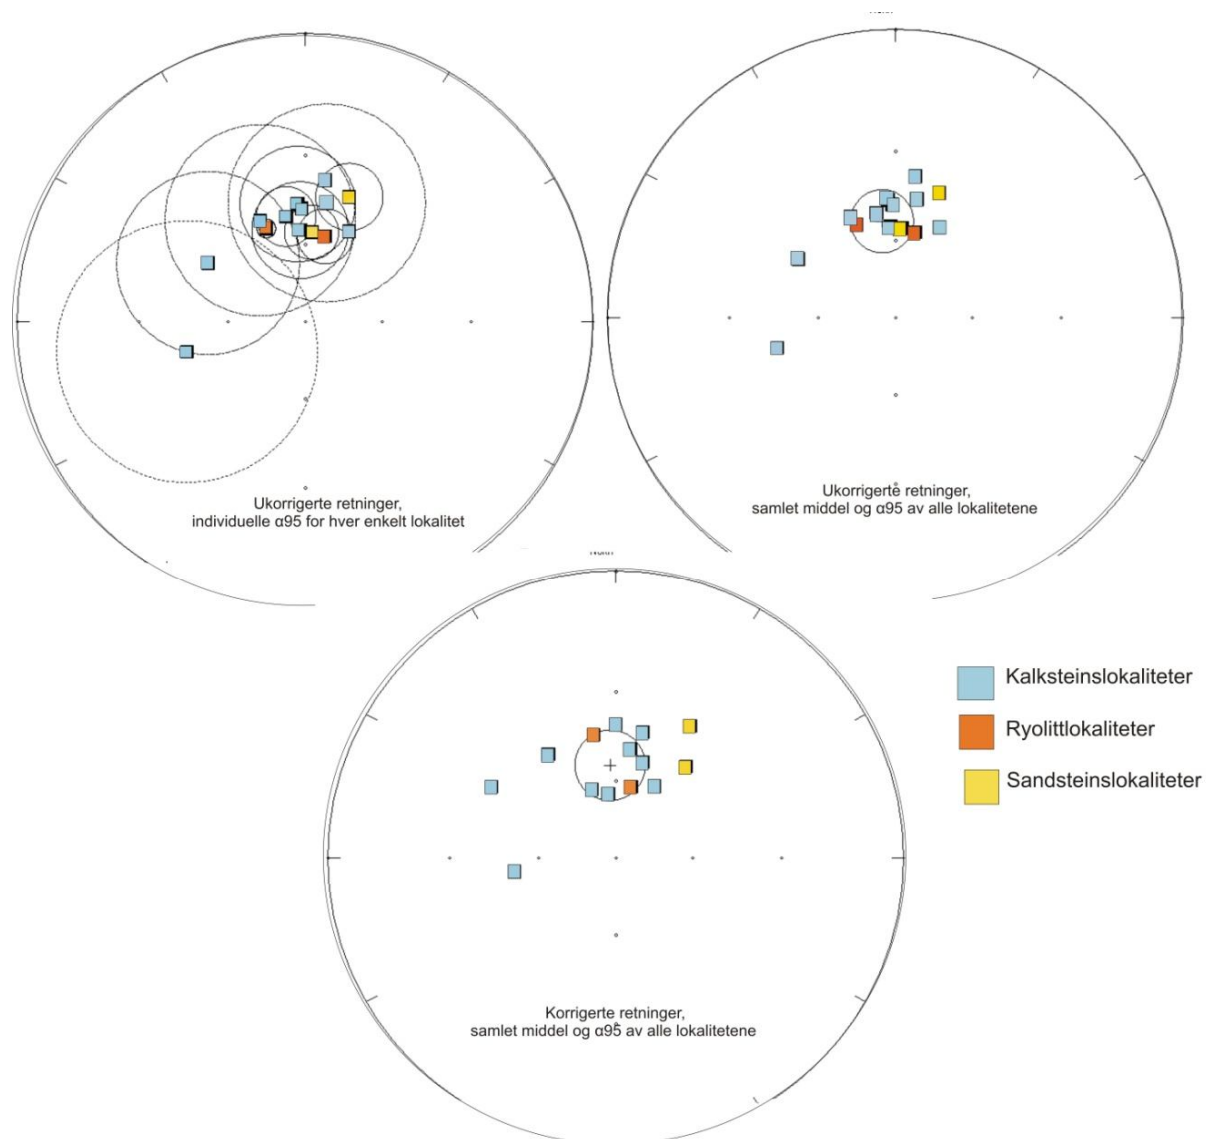 Ukorrigerte retninger,
individuelle α95 for hver enkelt lokalitet
Ukorrigerte retninger,
samlet middel og α95 av alle lokalitetene
Korrigerte retninger,
samlet middel og α95 av alle lokalitetene
Kalksteinslokaliteter
Ryolittlokaliteter
Sandsteinslokaliteter